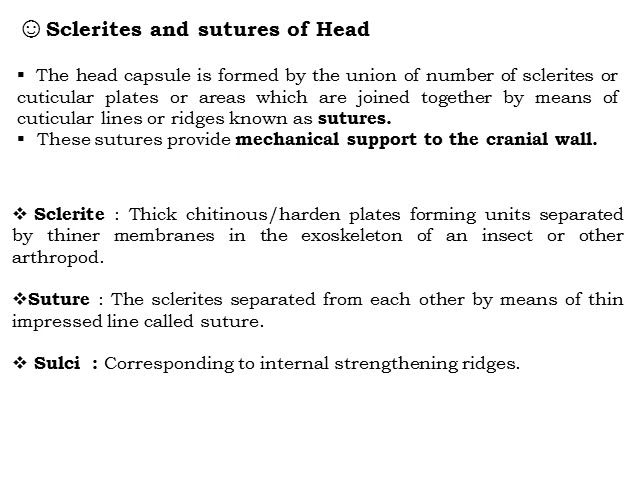 ☺ Sclerites and sutures of Head
▪ The head capsule is formed by the union of number of sclerites or
cuticular plates or areas which are joined together by means of
cuticular lines or ridges known as sutures.
▪ These sutures provide mechanical support to the cranial wall.
❖ Sclerite : Thick chitinous/harden plates forming units separated
by thiner membranes in the exoskeleton of an insect or other
arthropod.
❖Suture : The sclerites separated from each other by means of thin
impressed line called suture.
❖ Sulci : Corresponding to internal strengthening ridges.